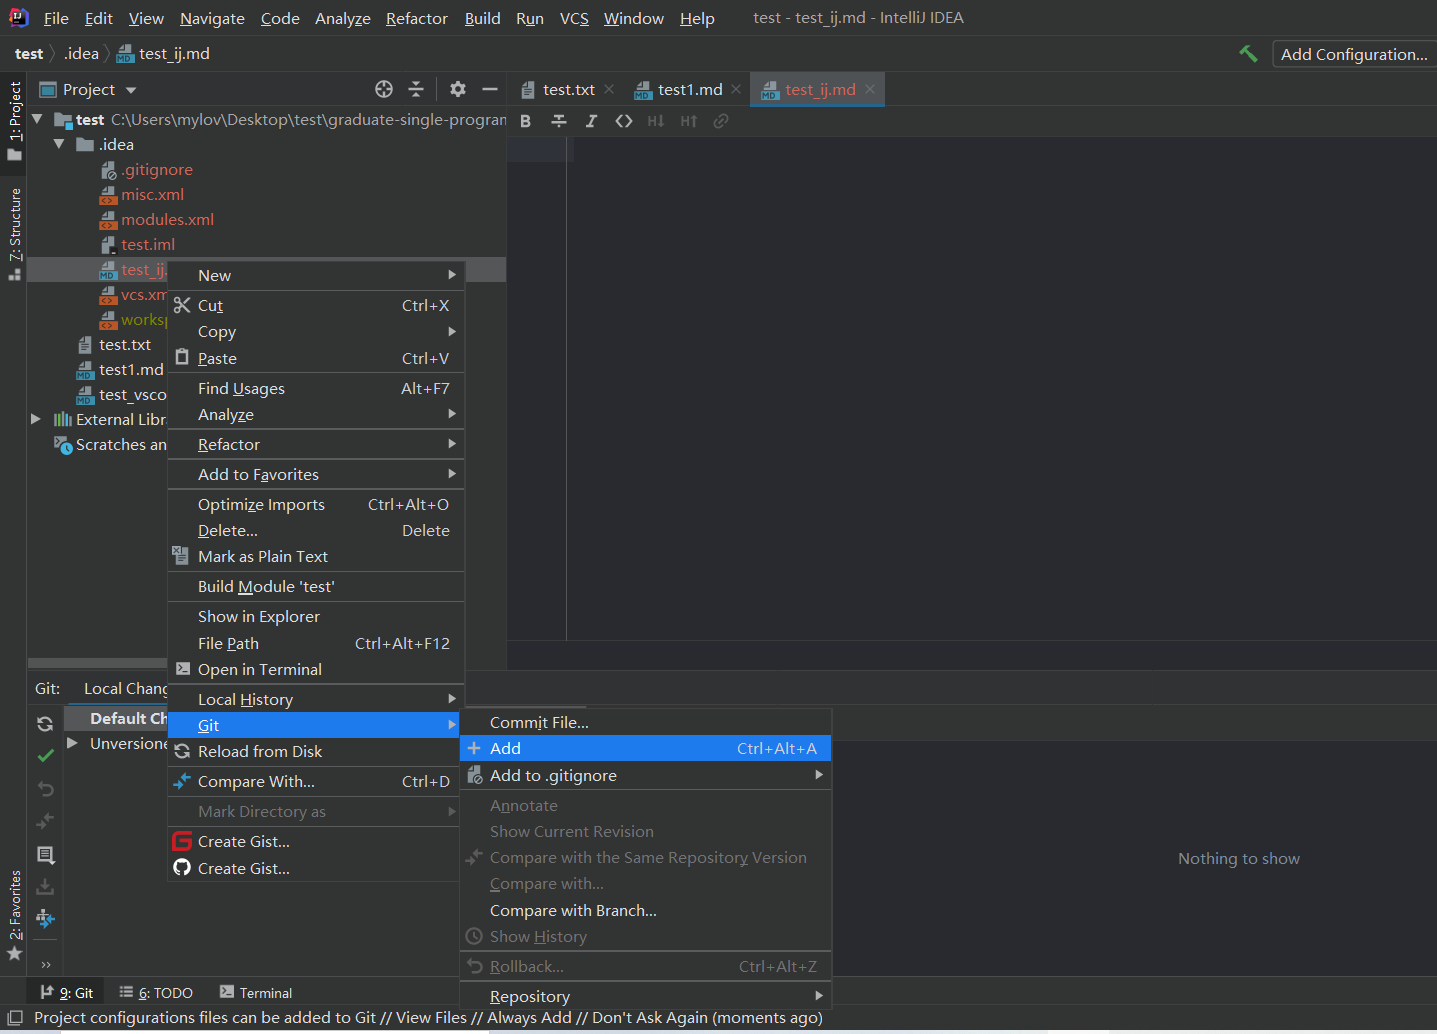 File Edit View Navigate Code Analyze Refactor Build Run VCS Window Help test - test_ij.md - IntelliJ IDEA
test .idea test_ij.md Add Configuration...
1: Project
7: Structure
2: Favorites
Project
test.txt test1.md test_ij.md
test C:\Users\mylov\Desktop\test\graduate-single-program
.idea
.gitignore
misc.xml
modules.xml
test.iml
test_ij.
vcs.xm
worksp
test.txt
test1.md
test_vsco
External Libr
Scratches an
New
Cut Ctrl+X
Copy
Paste Ctrl+V
Find Usages Alt+F7
Analyze
Refactor
Add to Favorites
Optimize Imports Ctrl+Alt+O
Delete... Delete
Mark as Plain Text
Build Module 'test'
Show in Explorer
File Path Ctrl+Alt+F12
Open in Terminal
Local History
Git
Reload from Disk
Compare With... Ctrl+D
Mark Directory as
Create Gist...
Create Gist...
Git: Local Chang
Default Ch
Unversione
Commit File...
Add Ctrl+Alt+A
Add to .gitignore
Annotate
Show Current Revision
Compare with the Same Repository Version
Compare with...
Compare with Branch...
Show History
Rollback... Ctrl+Alt+Z
Repository
Nothing to show
9: Git 6: TODO Terminal
Project configurations files can be added to Git // View Files // Always Add // Don't Ask Again (moments ago)